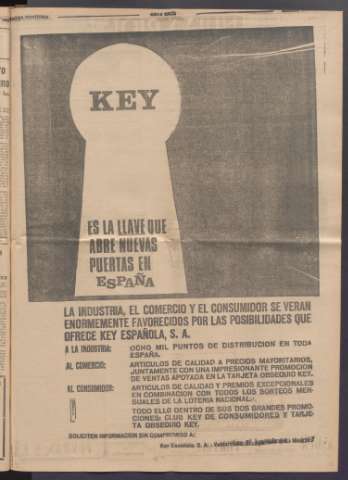 KEY
ES LA LLAVE QUE
ABRE NUEVAS
PUERTAS EN
ESPAÑA
LA INDUSTRIA, EL COMERCIO Y EL CONSUMIDOR SE VERAN
ENORMEMENTE FAVORECIDOS POR LAS POSIBILIDADES QUE
OFRECE KEY ESPAÑOLA, S. A.
A LA INDUSTRIA: OCHO MIL PUNTOS DE DISTRIBUCION EN TODA
ESPAÑA.
AL COMERCIO: ARTICULOS DE CALIDAD A PRECIOS MAYORITARIOS,
JUNTAMENTE CON UNA IMPRESIONANTE PROMOCION
DE VENTAS APOYADA EN LA TARJETA OBSEQUIO KEY.
AL CONSUMIDOR: ARTICULOS DE CALIDAD Y PREMIOS EXCEPCIONALES
EN COMBINACION CON TODOS LOS SORTEOS MEN-
SUALES DE LA LOTERIA NACIONAL.
TODO ELLO DENTRO DE SUS DOS GRANDES PROMO-
CIONES: CLUB KEY DE CONSUMIDORES Y TARJE-
TA OBSEQUIO KEY.
SOLICITEN INFORMACION SIN COMPROMISO A:
Key Española, S. A.